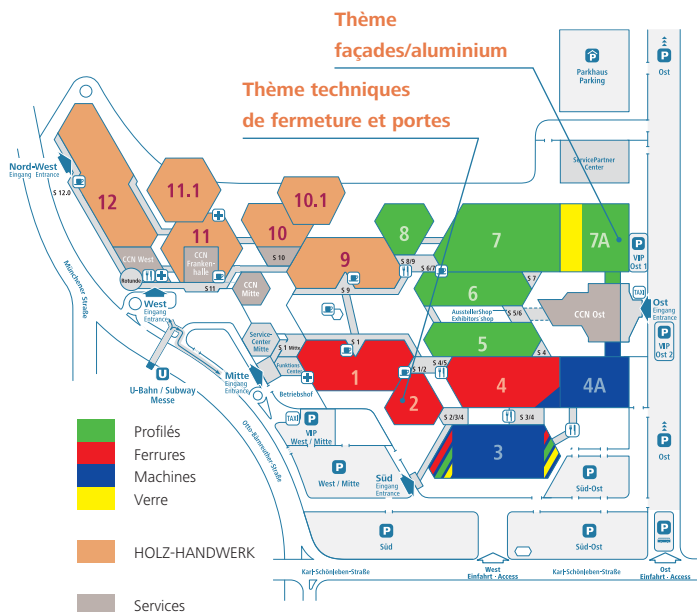 Thème
façades/aluminium
Thème techniques
de fermeture et portes
P
Ost
Parkhaus
Parking
ServicePartner
Center
Nord-West
Eingang Entrance
S 12.0
12
11.1
11
10
10.1
9
8
7
7A
CCN West
CCN
Franken-
halle
S 10
CCN
Mitte
S 11
S 9
S 8/9
S 6/7
S 7
6
AusstellerShop
Exhibitors'shop
S 5/6
CCN Ost
P
VIP
Ost 1
TAXI
Ost
Eingang
Entrance
P
VIP
Ost 2
Rotunde
West
Eingang
Entrance
Münchener Straße
Service-
Center
Mitte
S 1 Mitte
Funktions-
Center
S 1
1
S 1/2
2
S 4/5
5
S 4
4
4A
U
U-Bahn / Subway
Messe
Mitte
Eingang
Entrance
Betriebshof
TAXI
P
VIP
West / Mitte
S 2/3/4
S 3/4
3
P
West / Mitte
Süd
Eingang
Entrance
P
Süd-Ost
P
Ost
Otto-Bärnreuther-Straße
Profilés
Ferrures
Machines
Verre
HOLZ-HANDWERK
Services
P
Süd
P
Süd-Ost
P
Karl-Schönleben-Straße
West
Einfahrt · Access
Karl-Schönleben-Straße
Ost
Einfahrt · Access